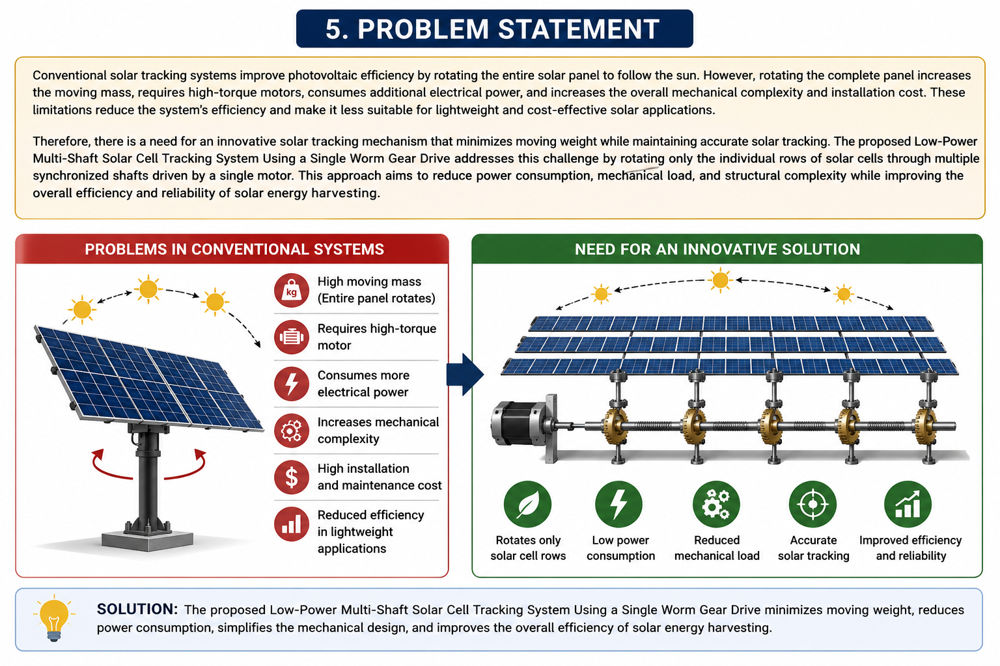 5. PROBLEM STATEMENT
Conventional solar tracking systems improve photovoltaic efficiency by rotating the entire solar panel to follow the sun. However, rotating the complete panel increases
the moving mass, requires high-torque motors, consumes additional electrical power, and increases the overall mechanical complexity and installation cost. These
limitations reduce the system's efficiency and make it less suitable for lightweight and cost-effective solar applications.
Therefore, there is a need for an innovative solar tracking mechanism that minimizes moving weight while maintaining accurate solar tracking. The proposed Low-Power
Multi-Shaft Solar Cell Tracking System Using a Single Worm Gear Drive addresses this challenge by rotating only the individual rows of solar cells through multiple
synchronized shafts driven by a single motor. This approach aims to reduce power consumption, mechanical load, and structural complexity while improving the
overall efficiency and reliability of solar energy harvesting.
PROBLEMS IN CONVENTIONAL SYSTEMS
kg
High moving mass
(Entire panel rotates)
Requires high-torque
motor
Consumes more
electrical power
Increases mechanical
complexity
$
High installation
and maintenance cost
Reduced efficiency
in lightweight
applications
NEED FOR AN INNOVATIVE SOLUTION
Rotates only
solar cell rows
Low power
consumption
Reduced
mechanical load
Accurate
solar tracking
Improved efficiency
and reliability
SOLUTION: The proposed Low-Power Multi-Shaft Solar Cell Tracking System Using a Single Worm Gear Drive minimizes moving weight, reduces
power consumption, simplifies the mechanical design, and improves the overall efficiency of solar energy harvesting.